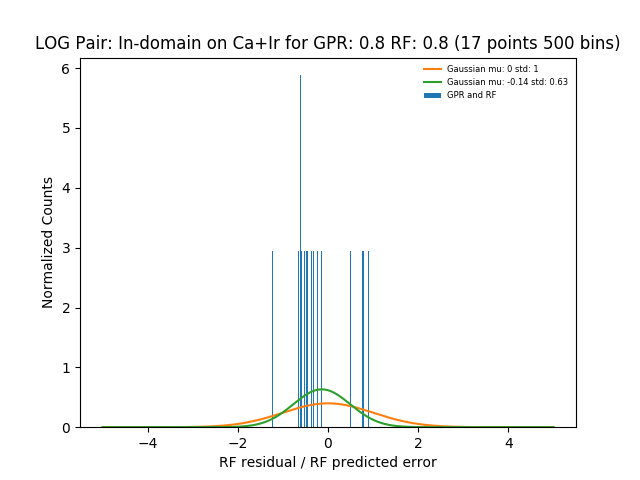 LOG Pair: In-domain on Ca+Ir for GPR: 0.8 RF: 0.8 (17 points 500 bins)
Gaussian mu: 0 std: 1
Gaussian mu: -0.14 std: 0.63
GPR and RF
6
5
4
3
2
1
0
Normalized Counts
−4 −2 0 2 4
RF residual / RF predicted error